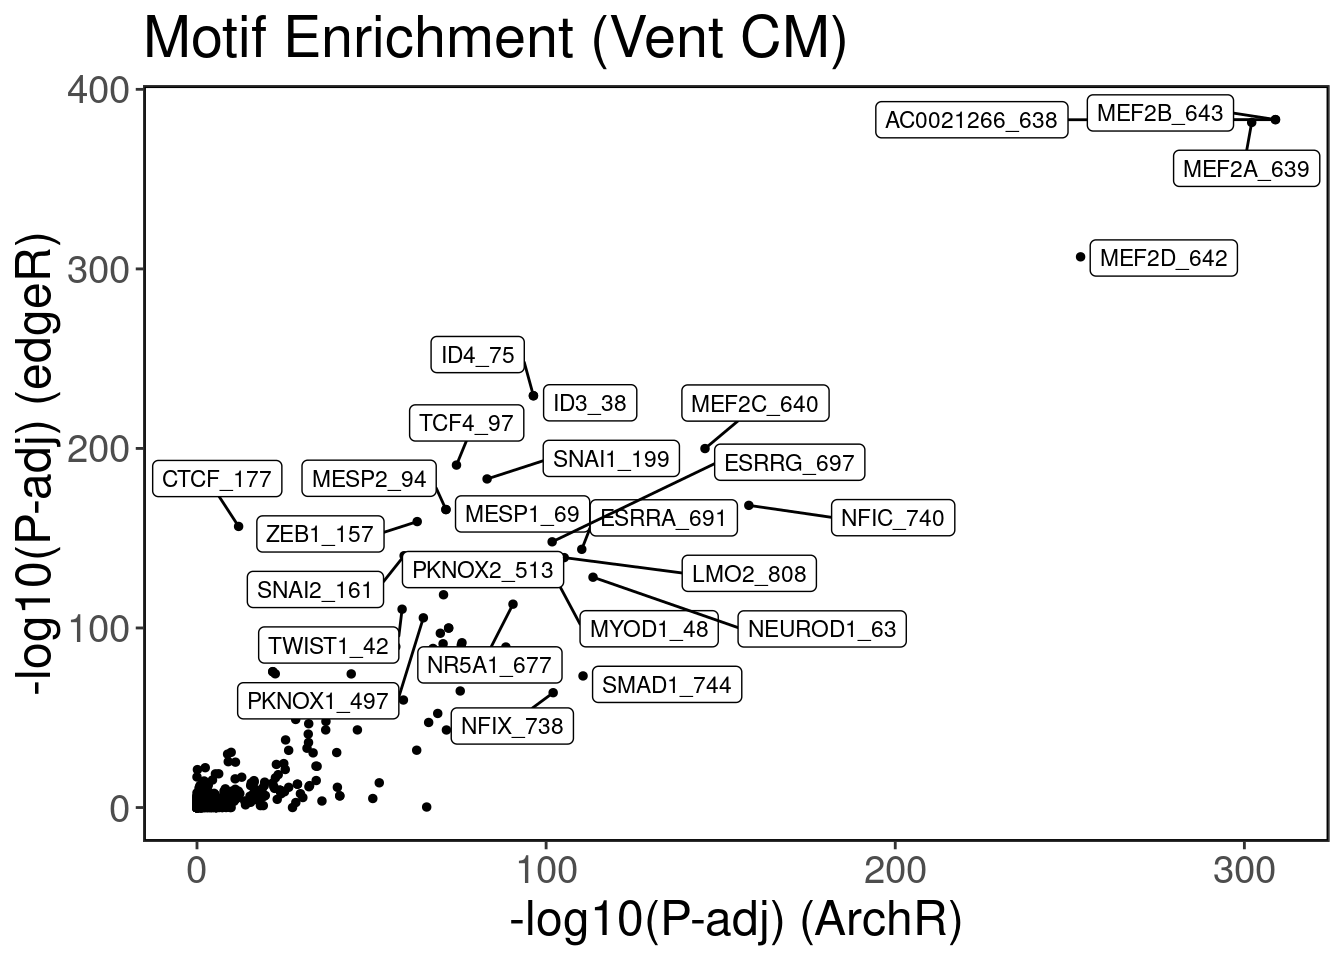 Motif Enrichment (Vent CM)
-log10(P-adj) (edgeR)
400
300
200
100
0
AC0021266_638
MEF2B_643
MEF2A_639
MEF2D_642
ID4_75
ID3_38
MEF2C_640
TCF4_97
SNAI1_199
ESRRG_697
CTCF_177
MESP2_94
MESP1_69
ESRRA_691
NFIC_740
ZEB1_157
PKNOX2_513
LMO2_808
SNAI2_161
MYOD1_48
NEUROD1_63
TWIST1_42
NR5A1_677
SMAD1_744
PKNOX1_497
NFIX_738
0
100
200
300
-log10(P-adj) (ArchR)